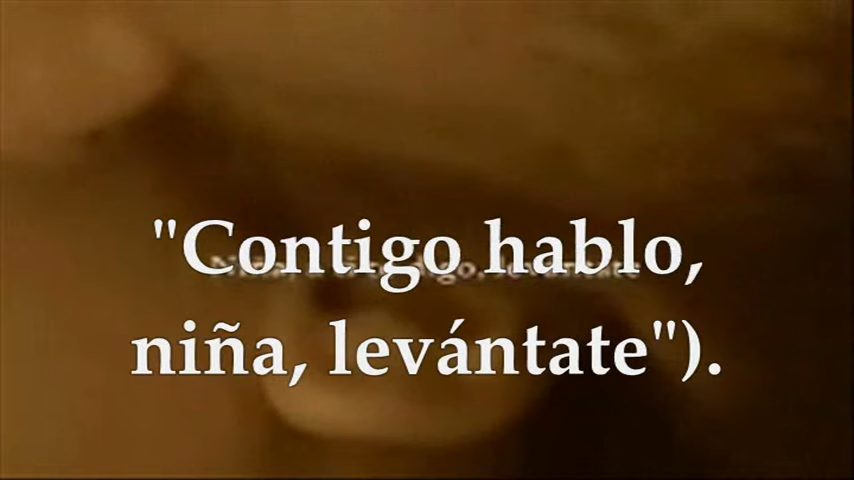 "Contigo hablo,
niña, levántate").